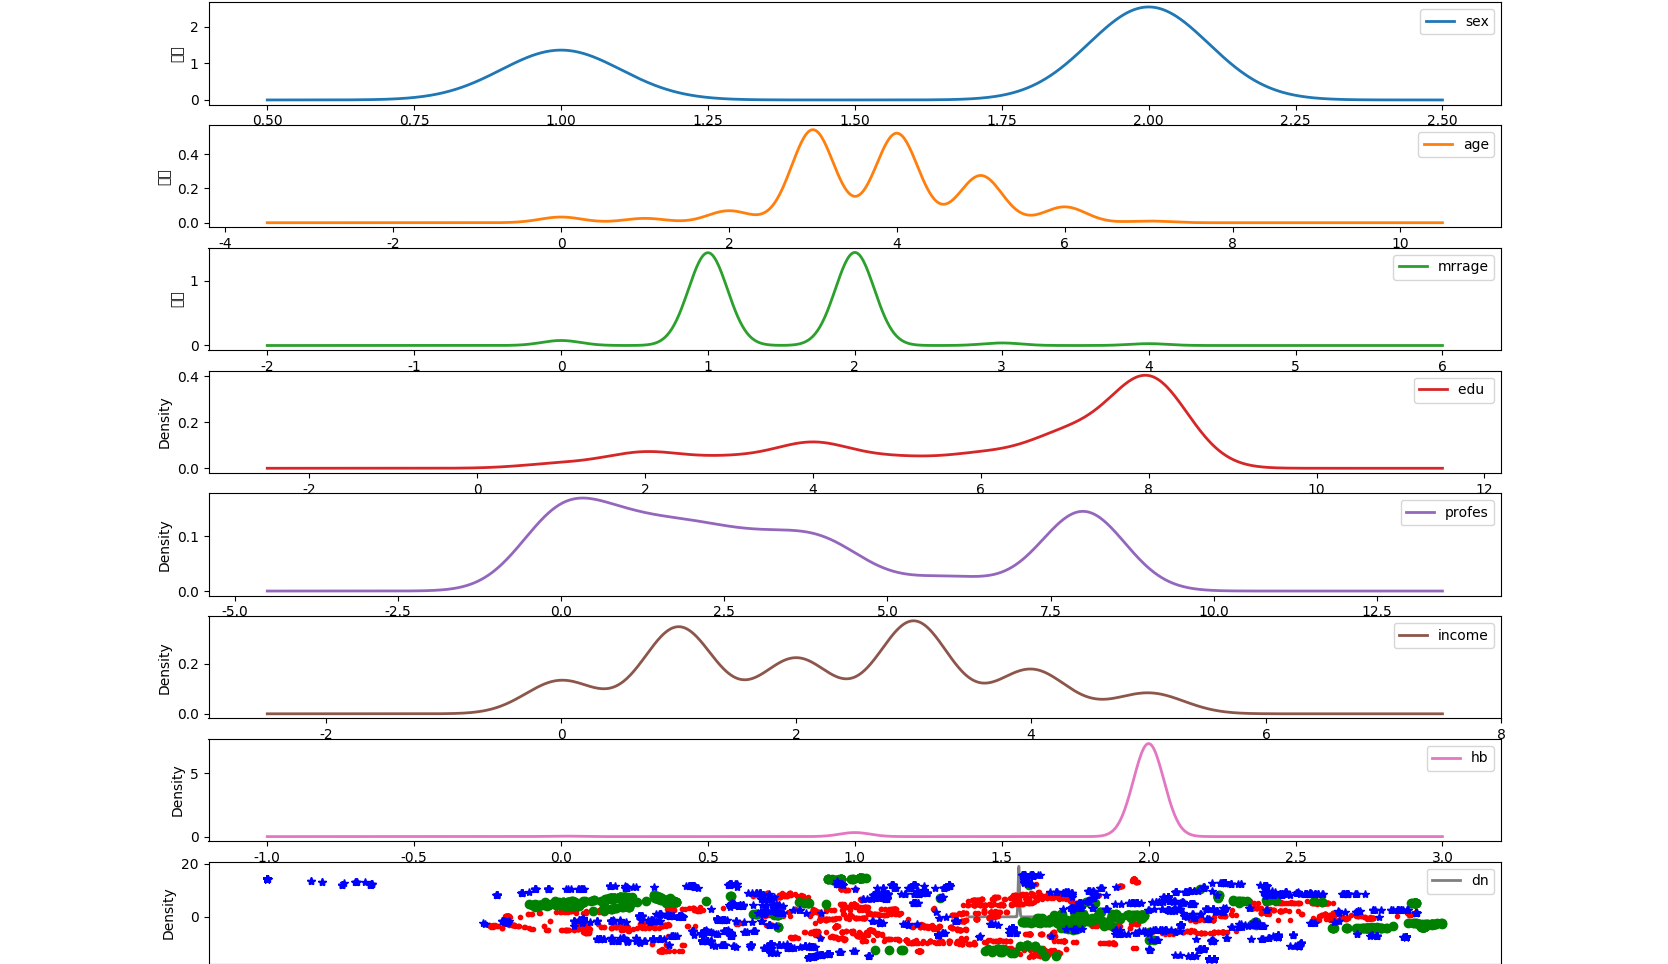 2
1
0
sex
0.50 0.75 1.00 1.25 1.50 1.75 2.00 2.25 2.50
0.4
0.2
0.0
age
-4 -2 0 2 4 6 8 10
1
0
mrrage
-2 -1 0 1 2 3 4 5 6
Density
0.4
0.2
0.0
edu
-2 0 2 4 6 8 10 12
Density
0.1
0.0
profes
-5.0 -2.5 0.0 2.5 5.0 7.5 10.0 12.5
Density
0.2
0.0
income
-2 0 2 4 6 8
Density
5
0
hb
-1.0 -0.5 0.0 0.5 1.0 1.5 2.0 2.5 3.0
Density
20
0
dn